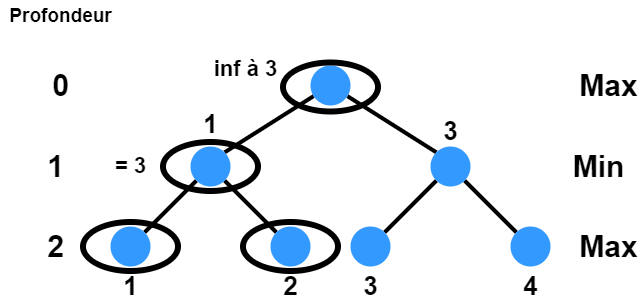 Profondeur
inf à 3
0 Max
1 3
1 = 3 Min
2 Max
1 2 3 4